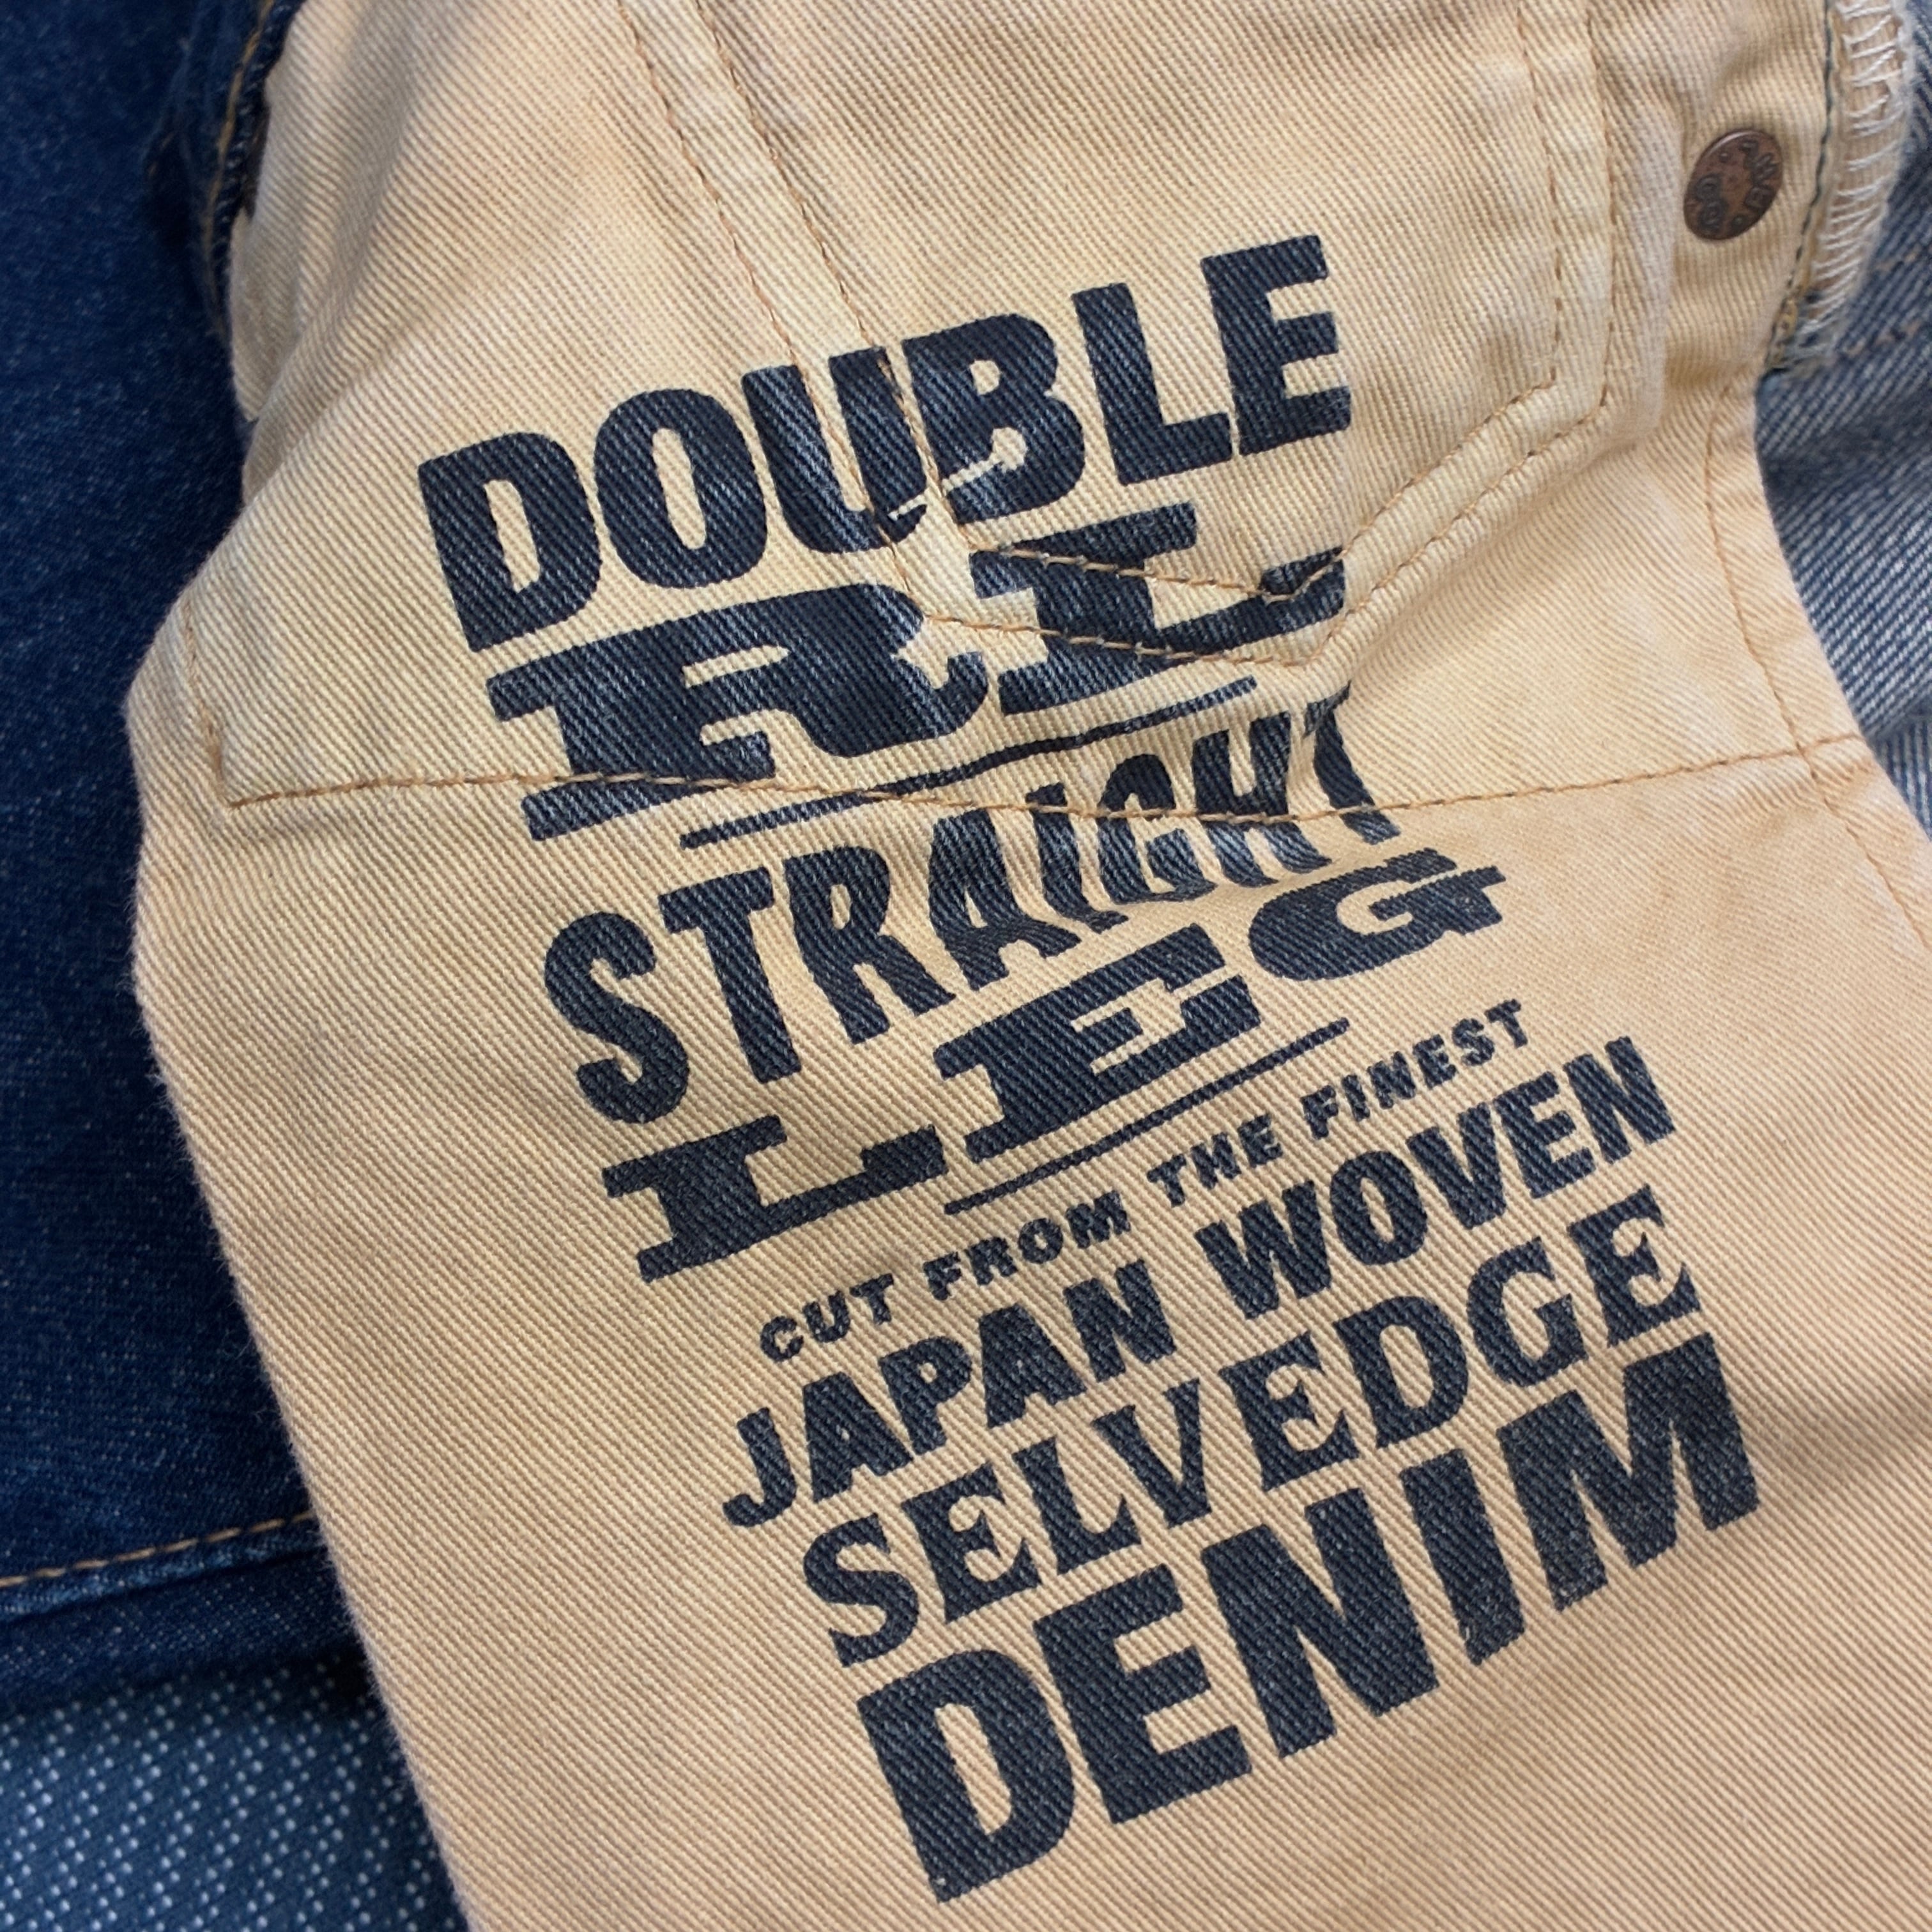 DOUBLE
RL
STRAIGHT
LEG
CUT FROM THE FINEST
JAPAN WOVEN
SELVEDGE
DENIM